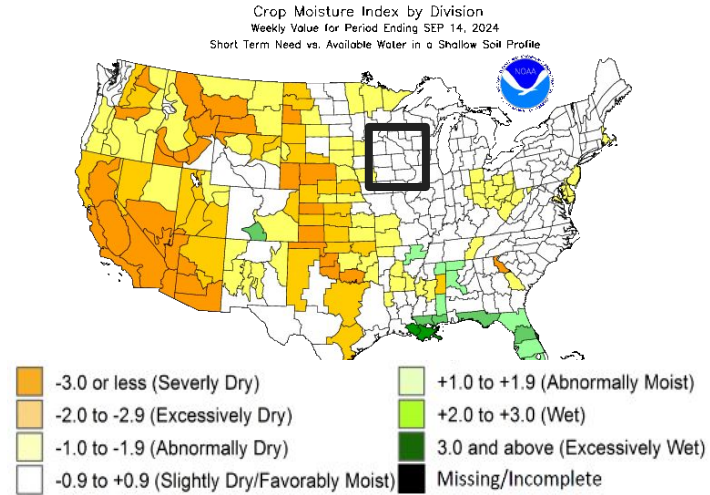 Crop Moisture Index by Division
Weekly Value for Period Ending SEP 14, 2024
Short Term Need vs. Available Water in a Shallow Soil Profile
NOAA
-3.0 or less (Severly Dry)
-2.0 to -2.9 (Excessively Dry)
-1.0 to -1.9 (Abnormally Dry)
-0.9 to +0.9 (Slightly Dry/Favorably Moist)
+1.0 to +1.9 (Abnormally Moist)
+2.0 to +3.0 (Wet)
3.0 and above (Excessively Wet)
Missing/Incomplete